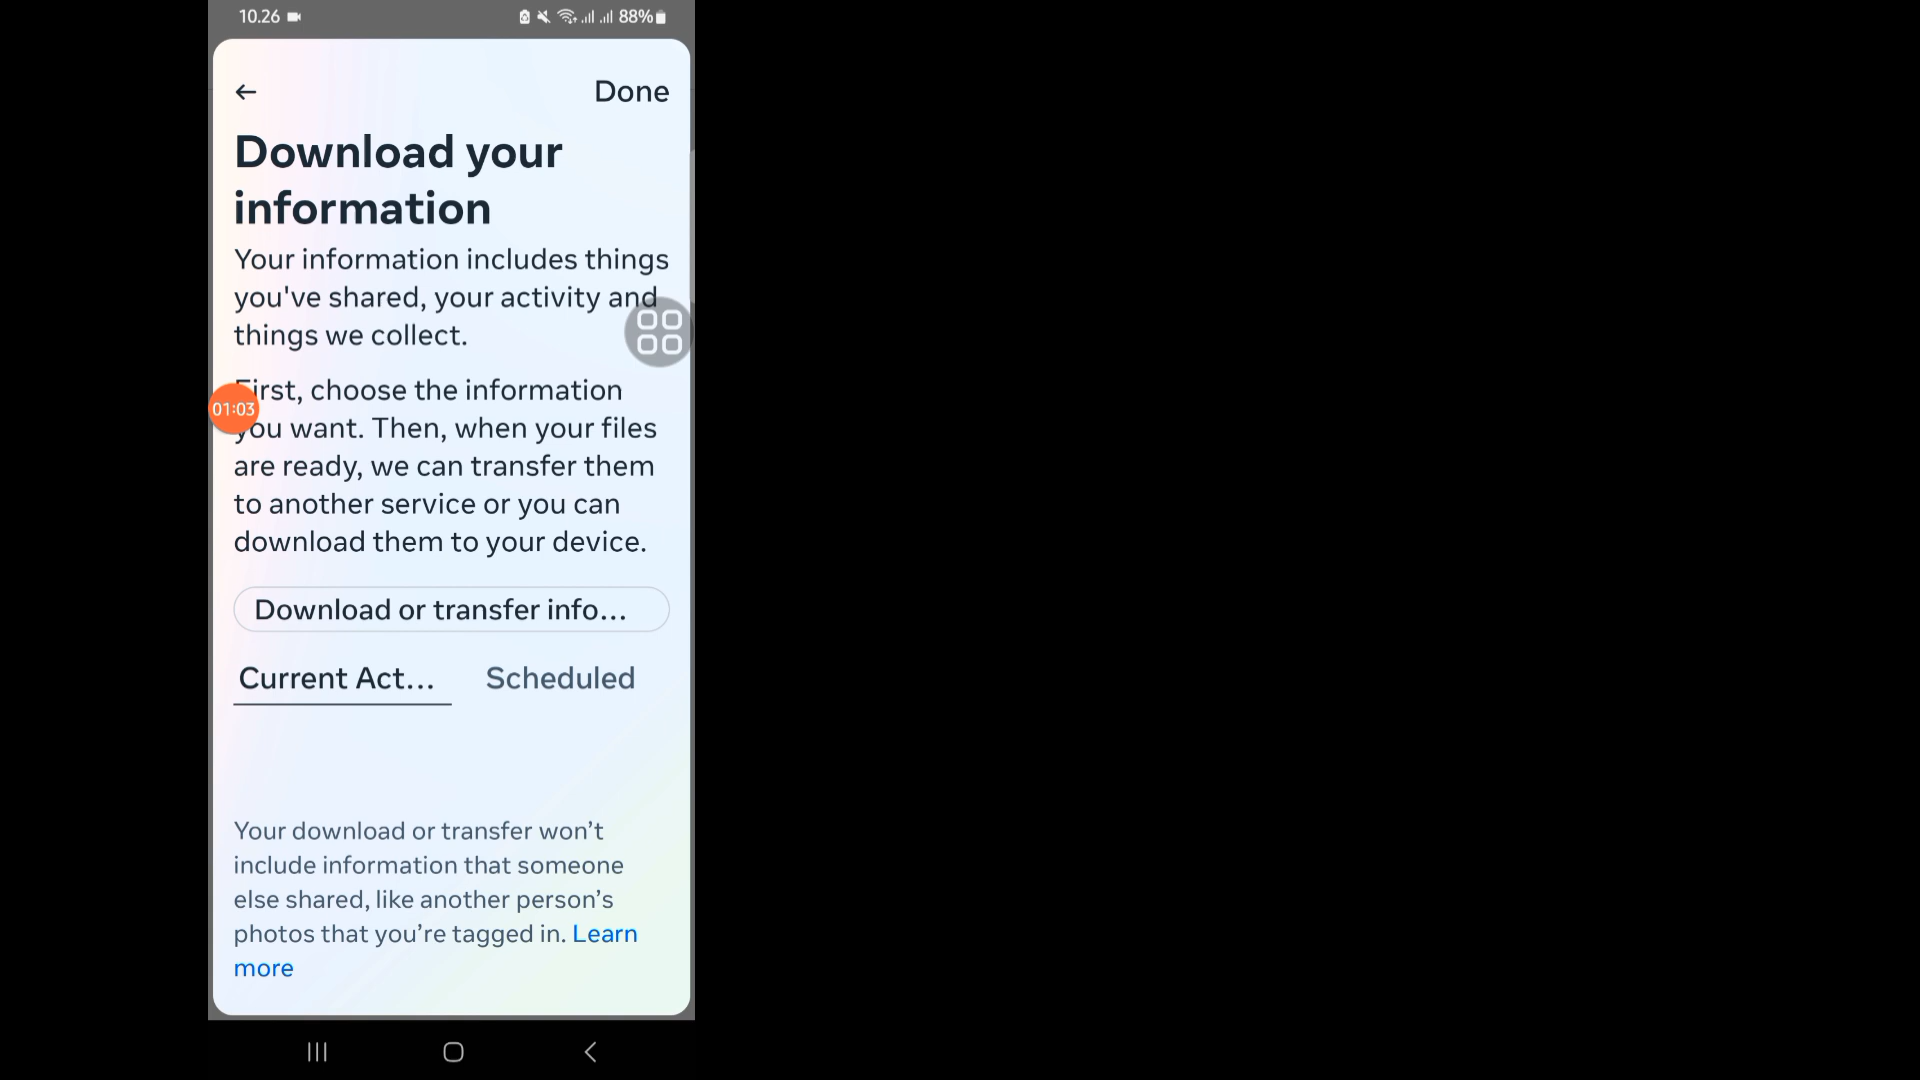 10.26
88%
Done
Download your
information
Your information includes things
you've shared, your activity and
things we collect.
First, choose the information
01:03
you want. Then, when your files
are ready, we can transfer them
to another service or you can
download them to your device.
Download or transfer info...
Current Act...
Scheduled
Your download or transfer won’t
include information that someone
else shared, like another person’s
photos that you’re tagged in. Learn
more